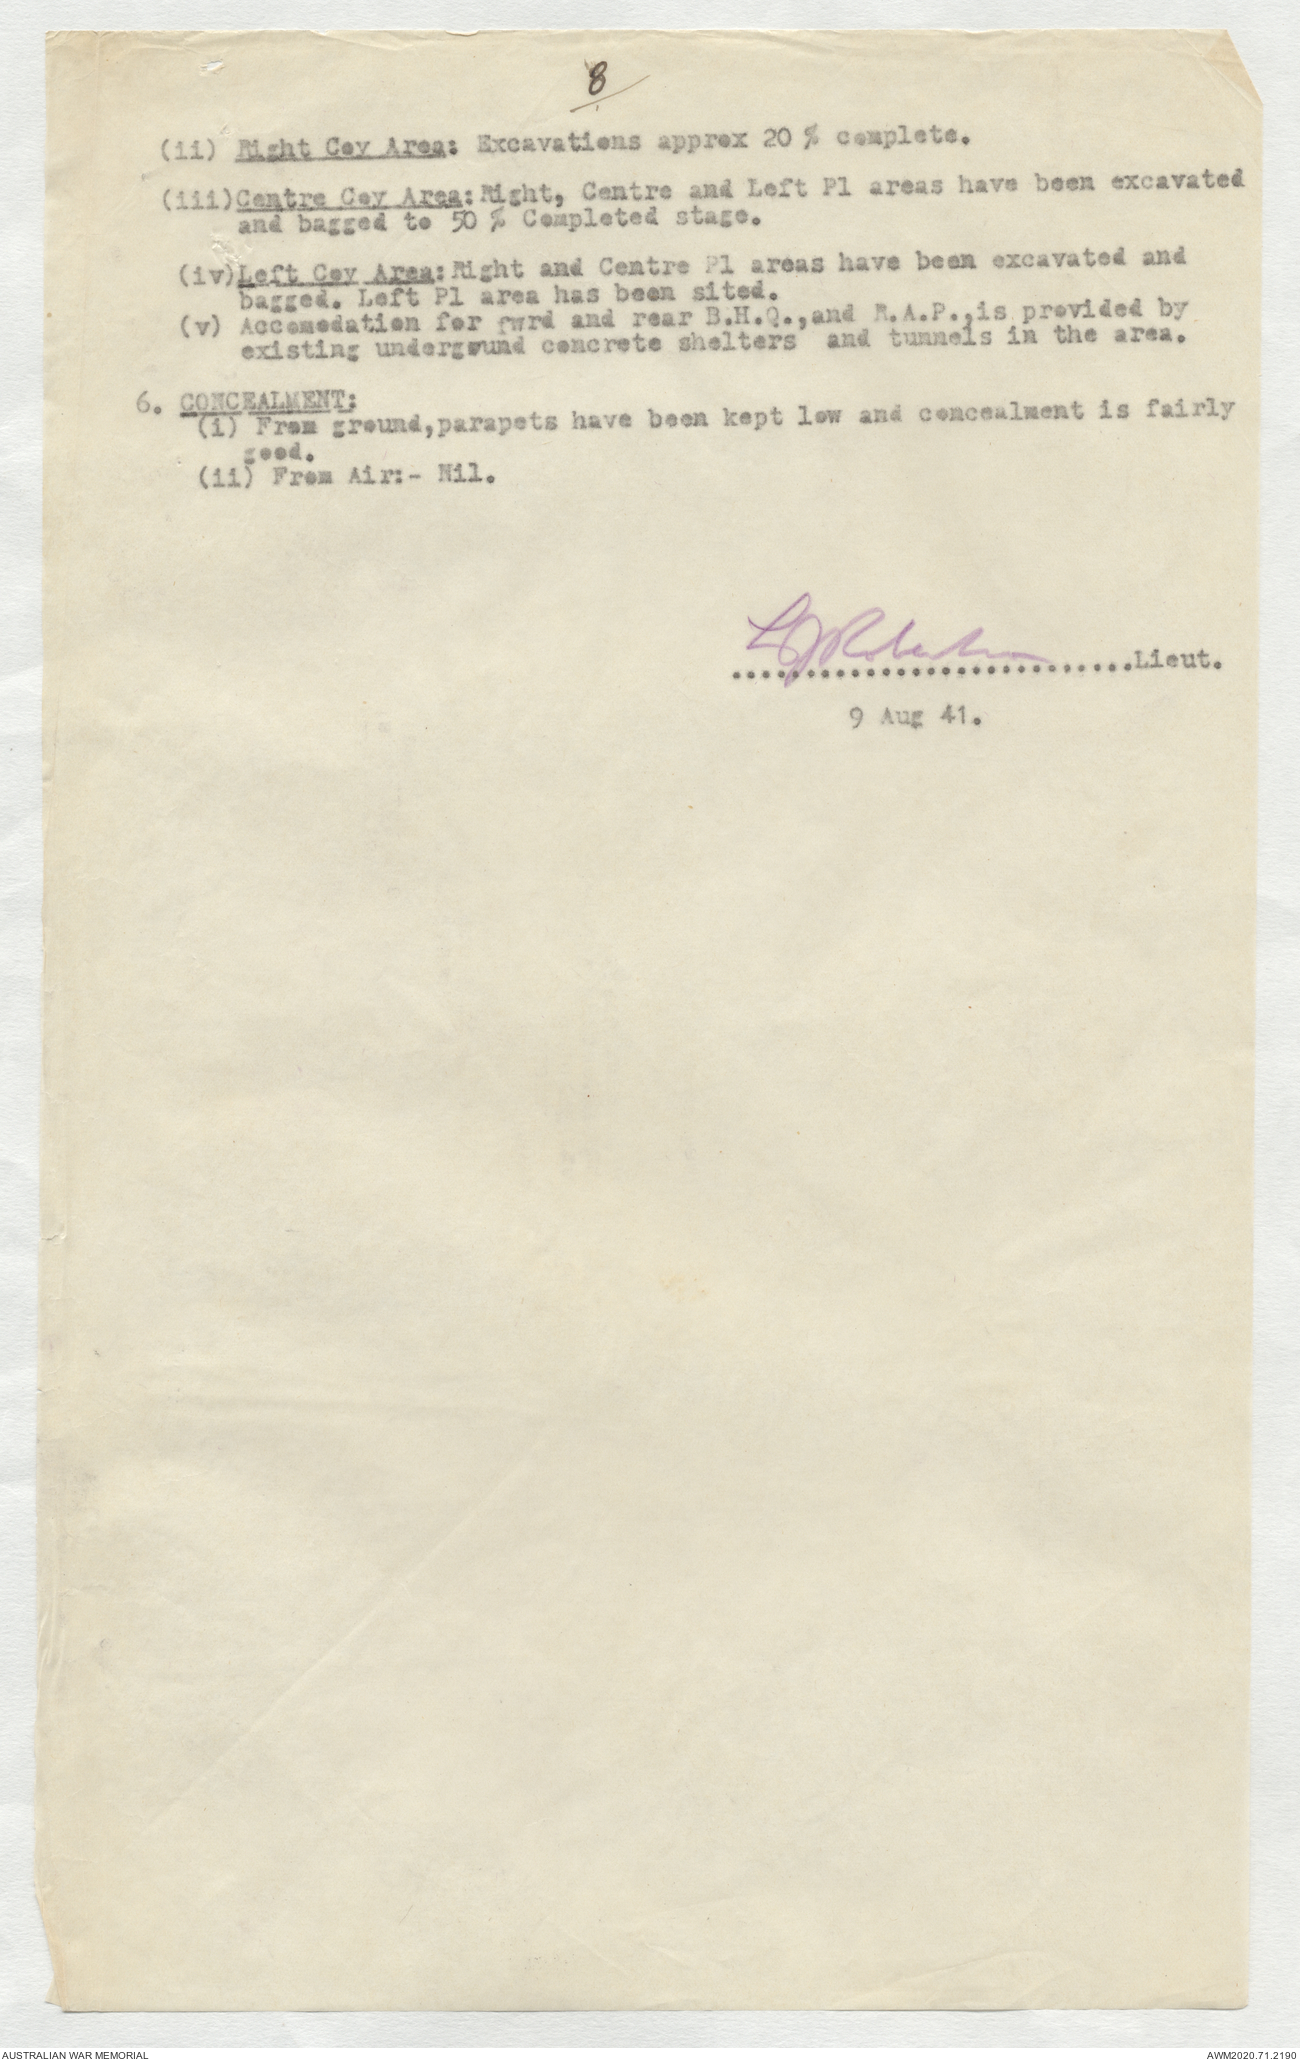 8
(ii) Right Coy Area: Excavations approx 20 % complete.
(iii)Centre Coy Area:Right, Centre and Left Pl areas have been excavated
and bagged to 50 % Completed stage.
(iv)Left Coy Area:Right and Centre Pl areas have been excavated and
bagged. Left Pl area has been sited.
(v) Accomodation for fwrd and rear B.H.Q.,and R.A.P.,is provided by
existing undergound concrete shelters and tunnels in the area.
6. CONCEALMENT:
(i) From ground,parapets have been kept low and concealment is fairly
good.
(ii) From Air:- Nil.
............................Lieut.
9 Aug 41.
AUSTRALIAN WAR MEMORIAL
AWM2020.71.2190